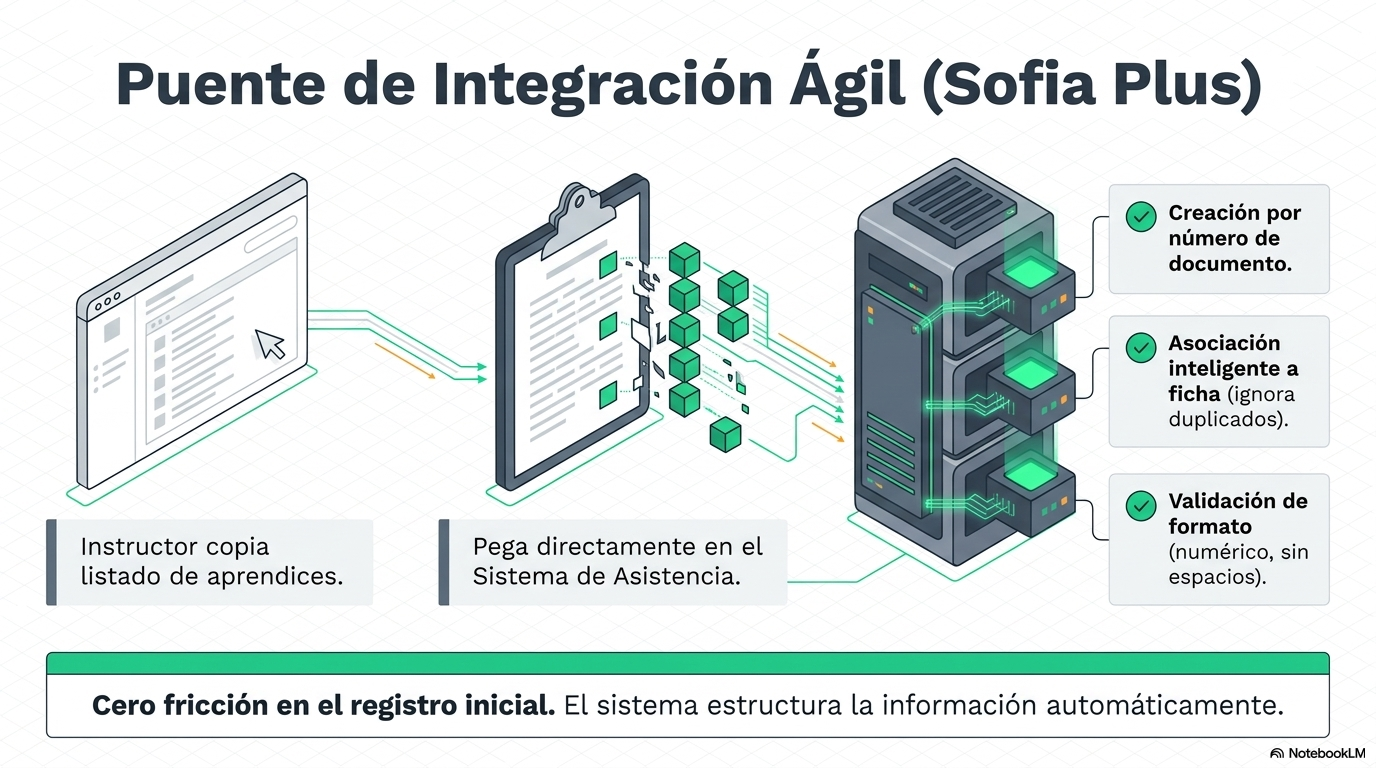 Puente de Integración Ágil (Sofia Plus)
Instructor copia
listado de aprendices.
Pega directamente en el
Sistema de Asistencia.
Creación por
número de
documento.
Asociación
inteligente a
ficha (ignora
duplicados).
Validación de
formato
(numérico, sin
espacios).
Cero fricción en el registro inicial. El sistema estructura la información automáticamente.
NotebookLM